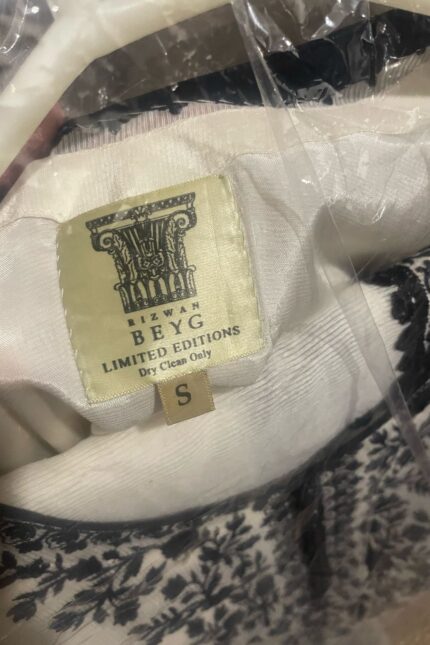 RIZWAN
BEYG
LIMITED EDITIONS
Dry Clean Only
S